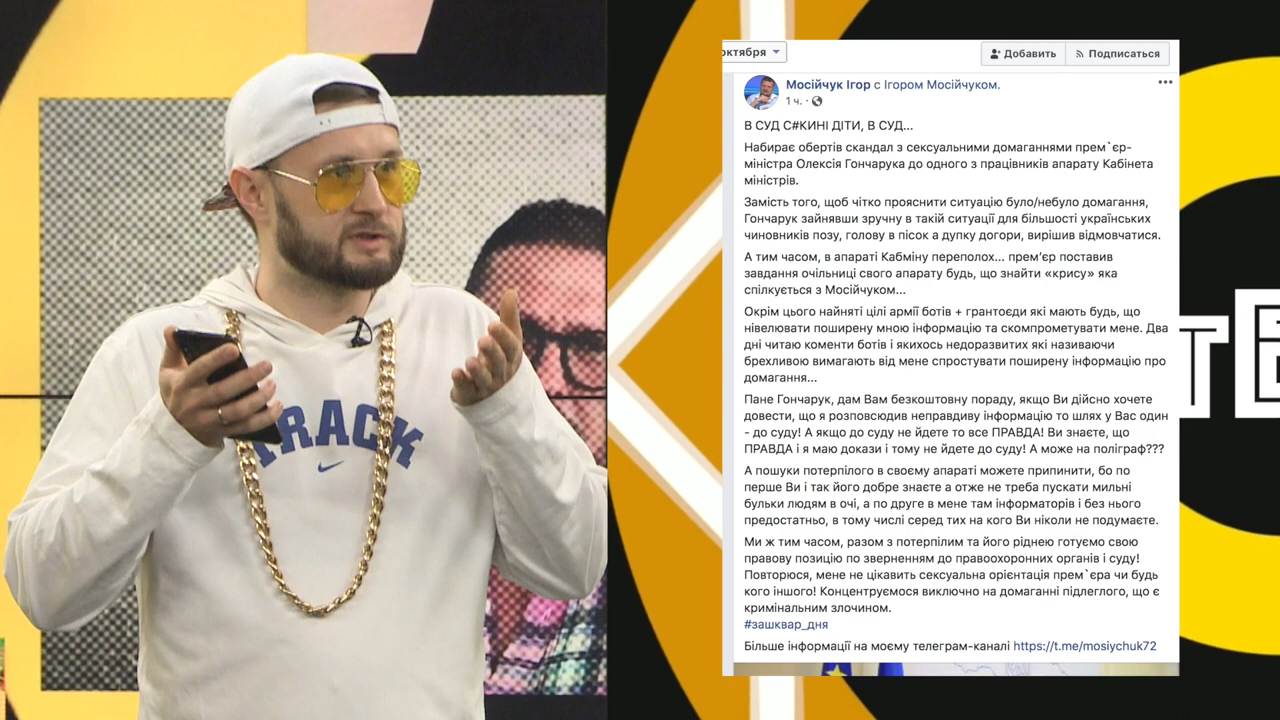 TRACK
октября
Добавить
Подписаться
Мосійчук Ігор с Ігором Мосійчуком.
1 ч. ·
В СУД С#КИНІ ДІТИ, В СУД...
Набирає обертів скандал з сексуальними домаганнями прем`єр-
міністра Олексія Гончарука до одного з працівників апарату Кабінета
міністрів.
Замість того, щоб чітко прояснити ситуацію було/небуло домагання,
Гончарук зайнявши зручну в такій ситуації для більшості українських
чиновників позу, голову в пісок а дупку догори, вирішив відмовчатися.
А тим часом, в апараті Кабміну переполох... прем’єр поставив
завдання очільниці свого апарату будь, що знайти «крису» яка
спілкується з Мосійчуком...
Окрім цього найняті цілі армії ботів + грантоєди які мають будь, що
нівелювати поширену мною інформацію та скомпрометувати мене. Два
дні читаю коменти ботів і якихось недоразвитих які називаючи
брехливою вимагають від мене спростувати поширену інформацію про
домагання...
Пане Гончарук, дам Вам безкоштовну пораду, якщо Ви дійсно хочете
довести, що я розповсюдив неправдиву інформацію то шлях у Вас один
- до суду! А якщо до суду не йдете то все ПРАВДА! Ви знаєте, що
ПРАВДА і я маю докази і тому не йдете до суду! А може на поліграф???
А пошуки потерпілого в своєму апараті можете припинити, бо по
перше Ви і так його добре знаєте а отже не треба пускати мильні
бульки людям в очі, а по друге в мене там інформаторів і без нього
предостатньо, в тому числі серед тих на кого Ви ніколи не подумаєте.
Ми ж тим часом, разом з потерпілим та його ріднею готуємо свою
правову позицію по зверненням до правоохоронних органів і суду!
Повторюся, мене не цікавить сексуальна орієнтація прем`єра чи будь
кого іншого! Концентруємося виключно на домаганні підлеглого, що є
кримінальним злочином.
#зашквар_дня
Більше інформації на моєму телеграм-каналі https://t.me/mosiychuk72